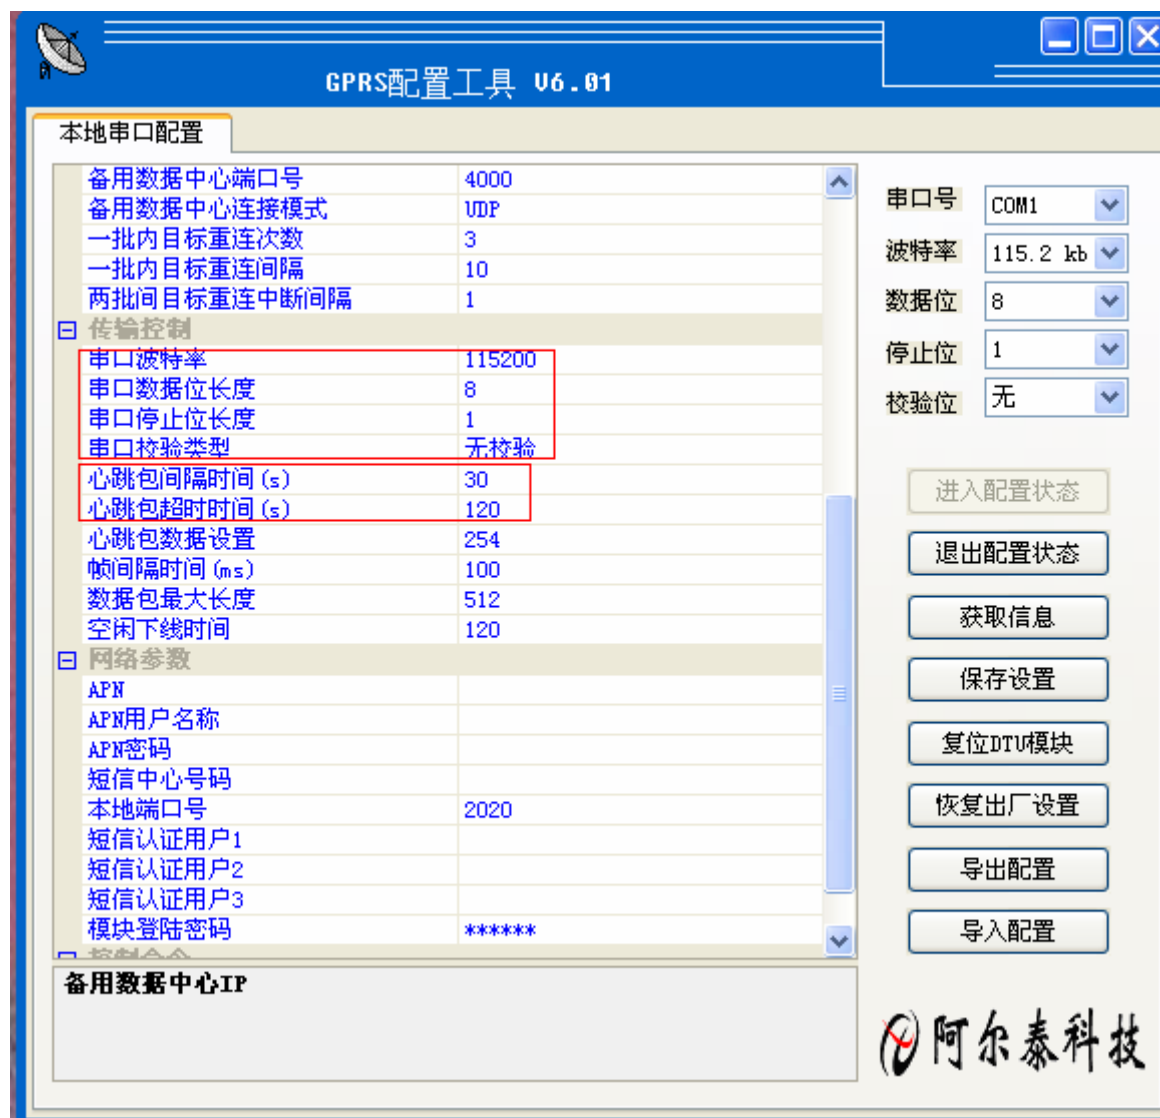 GPRS配置工具 V6.01
本地串口配置
备用数据中心端口号 4000
备用数据中心连接模式 UDP
一批内目标重连次数 3
一批内目标重连间隔 10
两批间目标重连中断间隔 1
传输控制
串口波特率 115200
串口数据位长度 8
串口停止位长度 1
串口校验类型 无校验
心跳包间隔时间(s) 30
心跳包超时时间(s) 120
心跳包数据设置 254
帧间隔时间(ms) 100
数据包最大长度 512
空闲下线时间 120
网络参数
APN
APN用户名称
APN密码
短信中心号码
本地端口号 2020
短信认证用户1
短信认证用户2
短信认证用户3
模块登陆密码 ******
控制命令
备用数据中心IP
串口号 COM1
波特率 115.2 kb
数据位 8
停止位 1
校验位 无
进入配置状态
退出配置状态
获取信息
保存设置
复位DTU模块
恢复出厂设置
导出配置
导入配置
阿尔泰科技